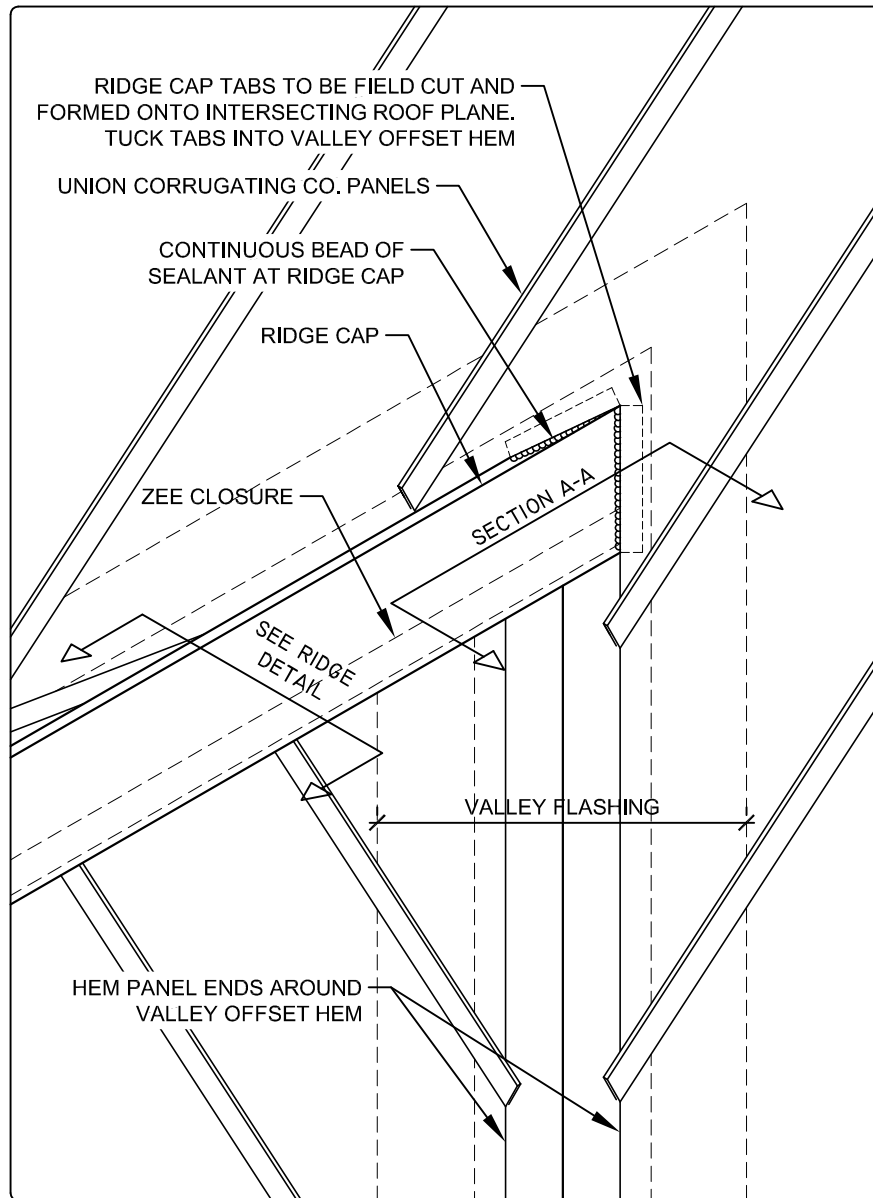 RIDGE CAP TABS TO BE FIELD CUT AND
FORMED ONTO INTERSECTING ROOF PLANE.
TUCK TABS INTO VALLEY OFFSET HEM
UNION CORRUGATING CO. PANELS
CONTINUOUS BEAD OF
SEALANT AT RIDGE CAP
RIDGE CAP
ZEE CLOSURE
SECTION A-A
SEE RIDGE
DETAIL
VALLEY FLASHING
HEM PANEL ENDS AROUND
VALLEY OFFSET HEM